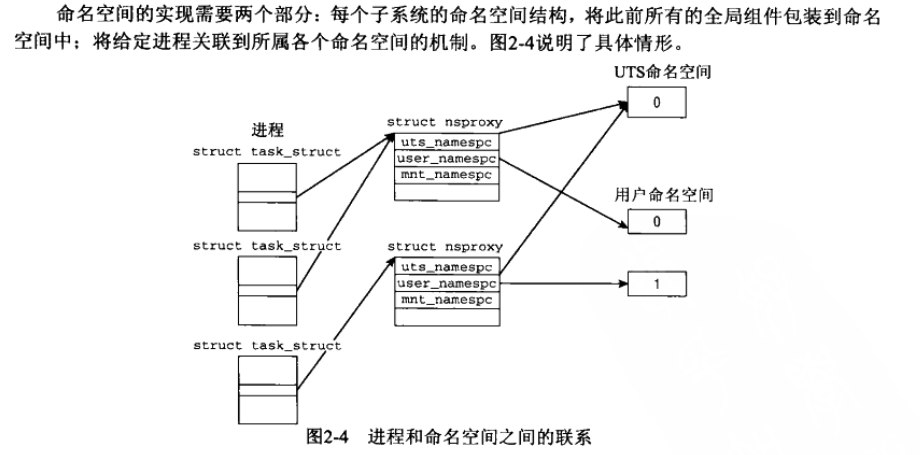 命名空间的实现需要两个部分：每个子系统的命名空间结构，将此前所有的全局组件包装到命名
空间中；将给定进程关联到所属各个命名空间的机制。图2-4说明了具体情形。
UTS命名空间
0
进程
struct task_struct
struct nsproxy
uts_namespc
user_namespc
mnt_namespc
用户命名空间
0
struct task_struct
struct nsproxy
uts_namespc
user_namespc
mnt_namespc
1
struct task_struct
图2-4 进程和命名空间之间的联系